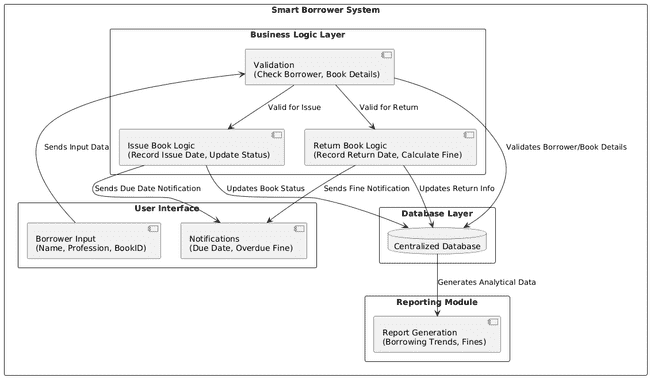 Smart Borrower System
Business Logic Layer
Validation
(Check Borrower, Book Details)
Valid for Issue
Valid for Return
Sends Input Data
Validates Borrower/Book Details
Issue Book Logic
(Record Issue Date, Update Status)
Return Book Logic
(Record Return Date, Calculate Fine)
Sends Due Date Notification
Updates Book Status
Sends Fine Notification
Updates Return Info
User Interface
Borrower Input
(Name, Profession, BookID)
Notifications
(Due Date, Overdue Fine)
Database Layer
Centralized Database
Generates Analytical Data
Reporting Module
Report Generation
(Borrowing Trends, Fines)